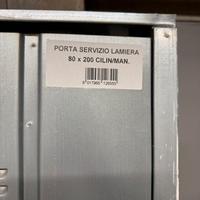 PORTA SERVIZIO LAMIERA
80 x 200 CILIN/MAN.